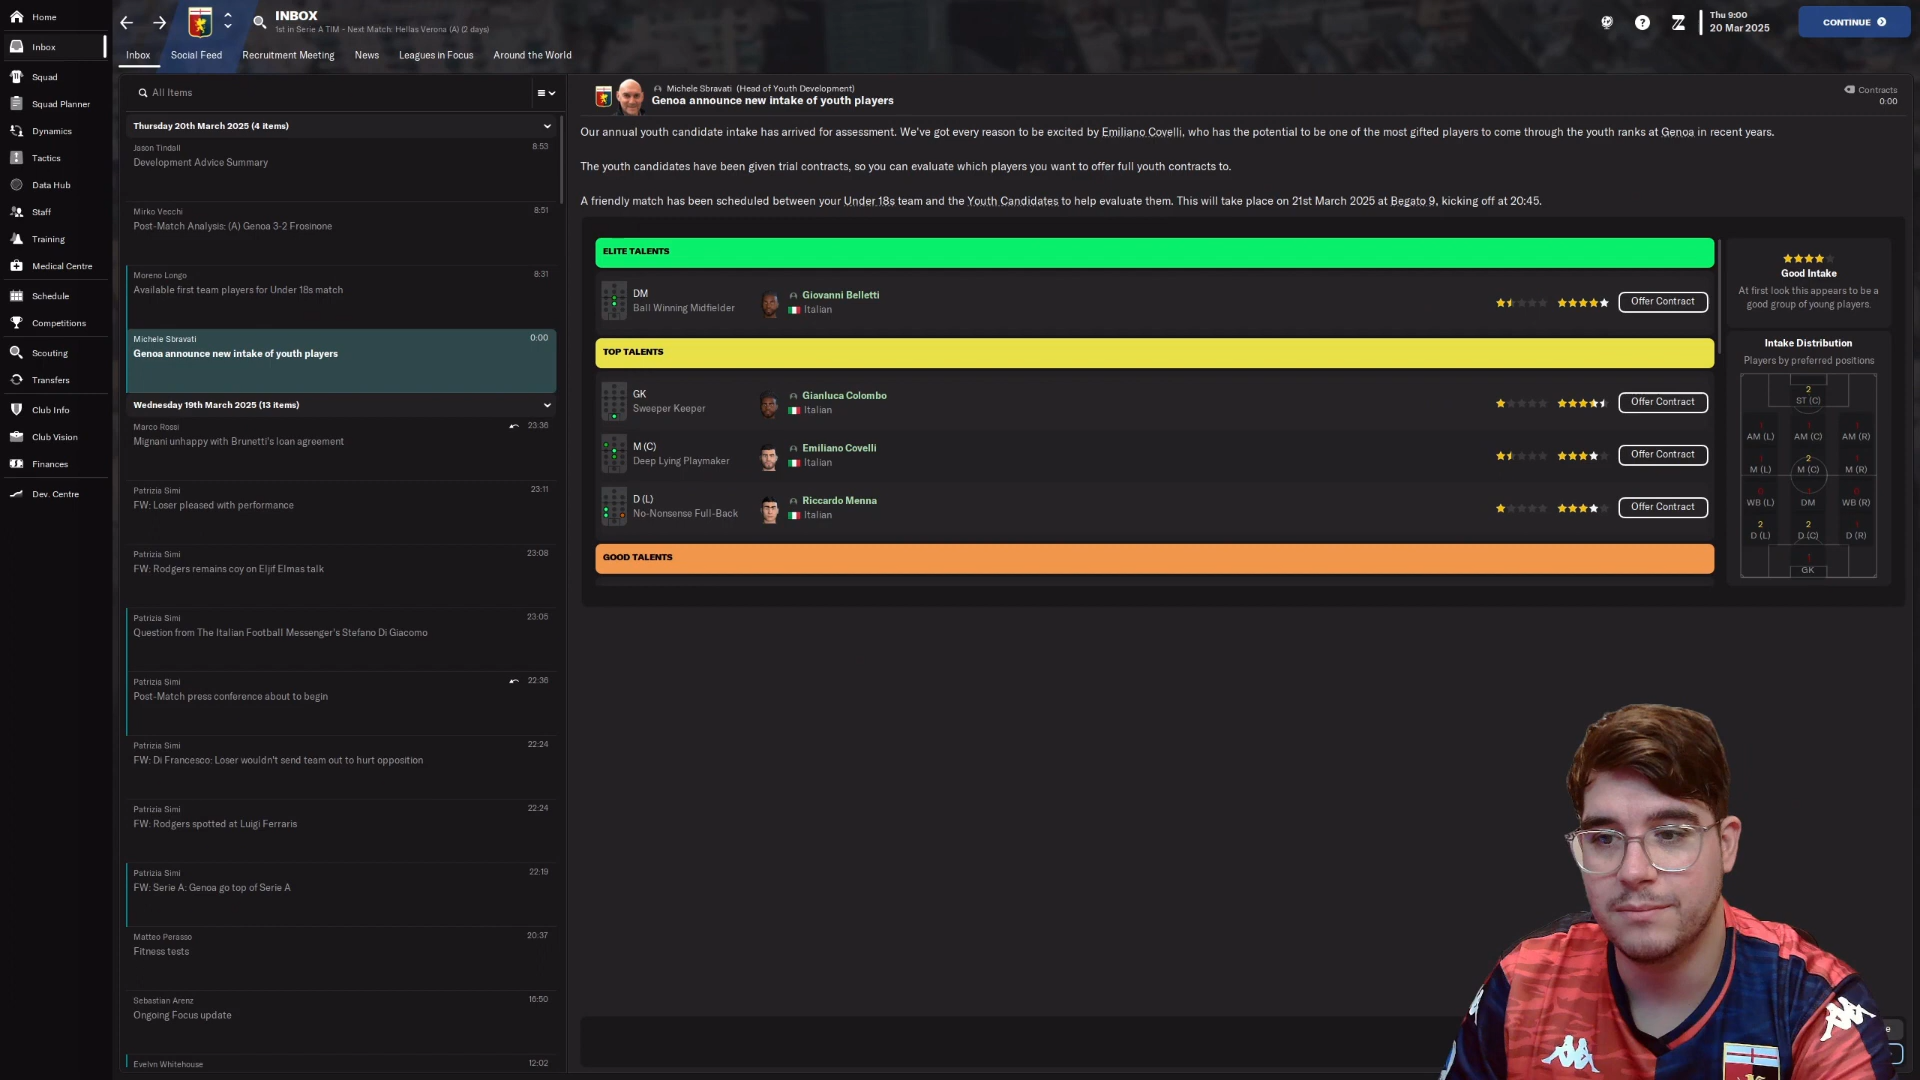 Home
Inbox
Squad
Squad Planner
Dynamics
Tactics
Data Hub
Staff
Training
Medical Centre
Schedule
Competitions
Scouting
Transfers
Club Info
Club Vision
Finances
Dev. Centre
INBOX
1st in Serie A TIM - Next Match: Hellas Verona (A) (2 days)
Thu 9:00
20 Mar 2025
CONTINUE
Inbox
Social Feed
Recruitment Meeting
News
Leagues in Focus
Around the World
All Items
Thursday 20th March 2025 (4 items)
Jason Tindall 8:53
Development Advice Summary
Mirko Vecchi 8:51
Post-Match Analysis: (A) Genoa 3-2 Frosinone
Moreno Longo 8:31
Available first team players for Under 18s match
Michele Sbravati 0:00
Genoa announce new intake of youth players
Wednesday 19th March 2025 (13 items)
Marco Rossi 23:36
Mignani unhappy with Brunetti's loan agreement
Patrizia Simi 23:11
FW: Loser pleased with performance
Patrizia Simi 23:08
FW: Rodgers remains coy on Eljif Elmas talk
Patrizia Simi 23:05
Question from The Italian Football Messenger's Stefano Di Giacomo
Patrizia Simi 22:36
Post-Match press conference about to begin
Patrizia Simi 22:24
FW: Di Francesco: Loser wouldn't send team out to hurt opposition
Patrizia Simi 22:24
FW: Rodgers spotted at Luigi Ferraris
Patrizia Simi 22:19
FW: Serie A: Genoa go top of Serie A
Matteo Perasso 20:37
Fitness tests
Sebastian Arenz 16:50
Ongoing Focus update
Evelyn Whitehouse 12:02
Michele Sbravati (Head of Youth Development)
Genoa announce new intake of youth players
Contracts
0:00
Our annual youth candidate intake has arrived for assessment. We've got every reason to be excited by Emiliano Covelli, who has the potential to be one of the most gifted players to come through the youth ranks at Genoa in recent years.
The youth candidates have been given trial contracts, so you can evaluate which players you want to offer full youth contracts to.
A friendly match has been scheduled between your Under 18s team and the Youth Candidates to help evaluate them. This will take place on 21st March 2025 at Begato 9, kicking off at 20:45.
ELITE TALENTS
DM
Ball Winning Midfielder
Giovanni Belletti
Italian
Offer Contract
TOP TALENTS
GK
Sweeper Keeper
Gianluca Colombo
Italian
Offer Contract
M (C)
Deep Lying Playmaker
Emiliano Covelli
Italian
Offer Contract
D (L)
No-Nonsense Full-Back
Riccardo Menna
Italian
Offer Contract
GOOD TALENTS
Good Intake
At first look this appears to be a
good group of young players.
Intake Distribution
Players by preferred positions
2
ST (C)
1 1 1
AM (L) AM (C) AM (R)
1 2 1
M (L) M (C) M (R)
0 1 0
WB (L) DM WB (R)
2 2 1
D (L) D (C) D (R)
1
GK